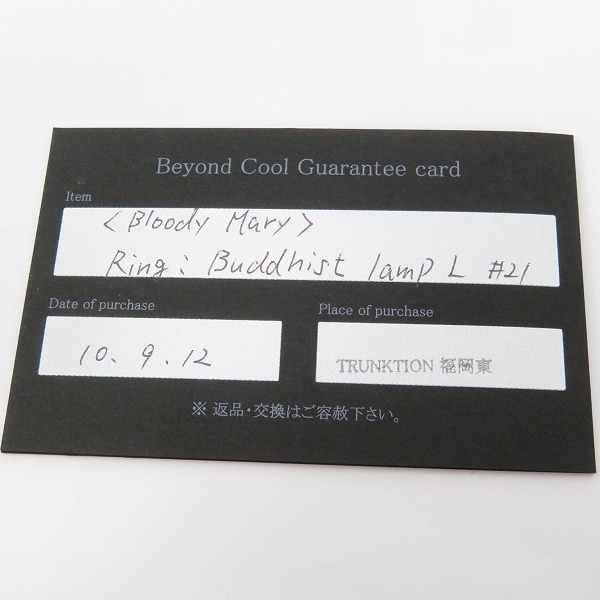 Beyond Cool Guarantee card
Item
<Bloody Mary>
Ring: Buddhist lamp L #21
Date of purchase
Place of purchase
10.9.12
TRUNKTION 福岡東
※ 返品・交換はご容赦下さい。